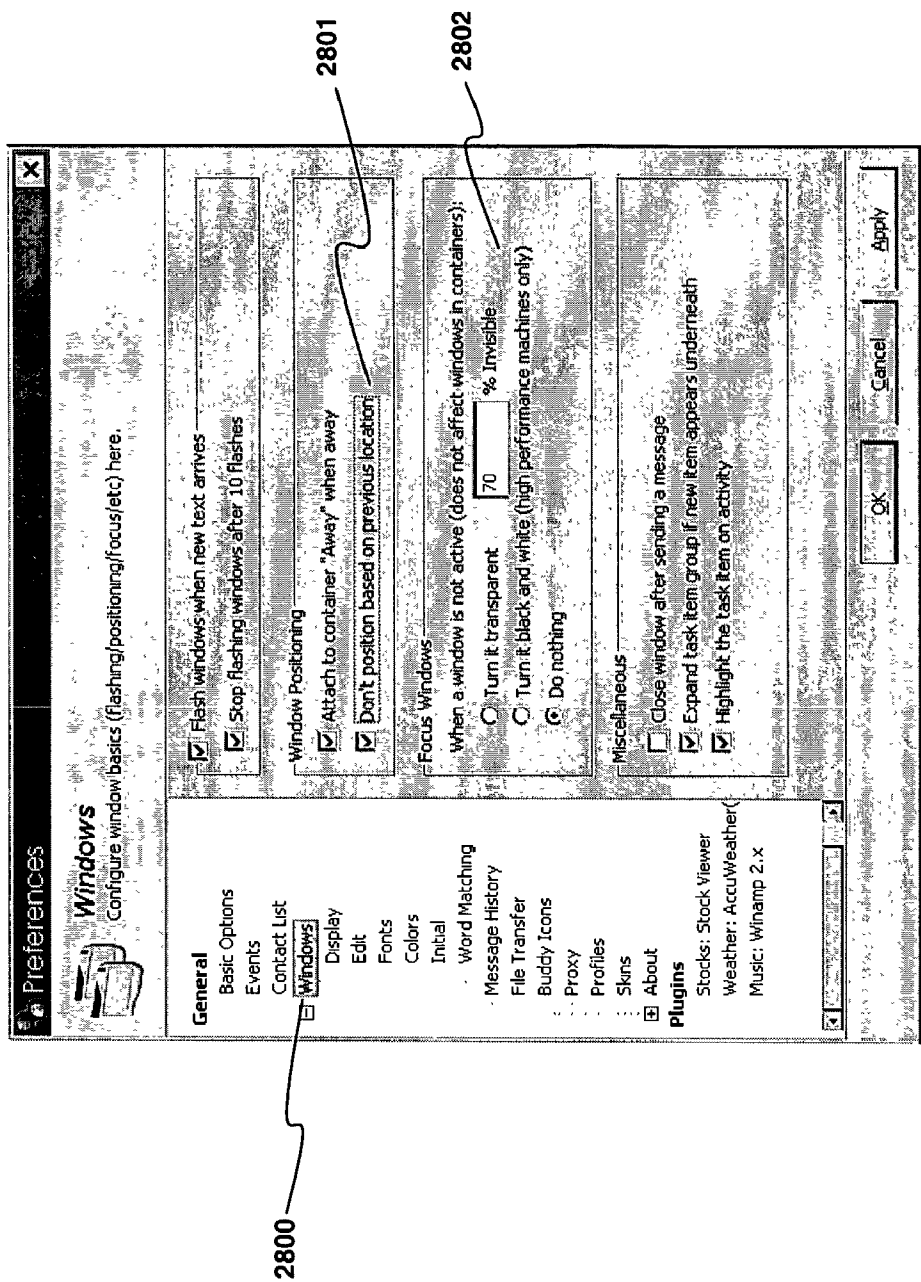 Preferences
Windows
Configure window basics (flashing/positioning/focus/etc) here.
General
Basic Options
Events
Contact List
Windows
Display
Edit
Fonts
Colors
Initial
Word Matching
Message History
File Transfer
Buddy Icons
Proxy
Profiles
Skins
About
Plugins
Stocks: Stock Viewer
Weather: AccuWeather(
Music: Winamp 2.x
Flash windows when new text arrives
Stop flashing windows after 10 flashes
Window Positioning
Attach to container "Away" when away
Don't position based on previous location
Focus Windows
When a window is not active (does not affect windows in containers):
Turn it transparent 70 % Invisible
Turn it black and white (high performance machines only)
Do nothing
Miscellaneous
Close window after sending a message
Expand task item group if new item appears underneath
Highlight the task item on activity
OK Cancel Apply
2800
2801
2802